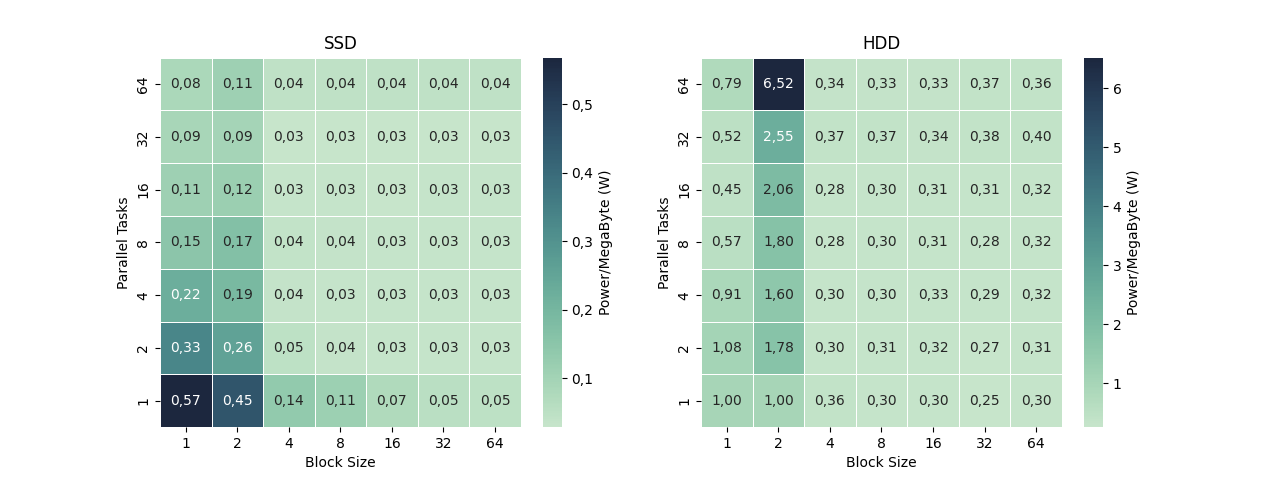 SSD
64 0,08 0,11 0,04 0,04 0,04 0,04 0,04
32 0,09 0,09 0,03 0,03 0,03 0,03 0,03
16 0,11 0,12 0,03 0,03 0,03 0,03 0,03
8 0,15 0,17 0,04 0,04 0,03 0,03 0,03
4 0,22 0,19 0,04 0,03 0,03 0,03 0,03
2 0,33 0,26 0,05 0,04 0,03 0,03 0,03
1 0,57 0,45 0,14 0,11 0,07 0,05 0,05
1 2 4 8 16 32 64
Block Size
Parallel Tasks
0,5
0,4
0,3
0,2
0,1
Power/MegaByte (W)
HDD
64 0,79 6,52 0,34 0,33 0,33 0,37 0,36
32 0,52 2,55 0,37 0,37 0,34 0,38 0,40
16 0,45 2,06 0,28 0,30 0,31 0,31 0,32
8 0,57 1,80 0,28 0,30 0,31 0,28 0,32
4 0,91 1,60 0,30 0,30 0,33 0,29 0,32
2 1,08 1,78 0,30 0,31 0,32 0,27 0,31
1 1,00 1,00 0,36 0,30 0,30 0,25 0,30
1 2 4 8 16 32 64
Block Size
Parallel Tasks
6
5
4
3
2
1
Power/MegaByte (W)